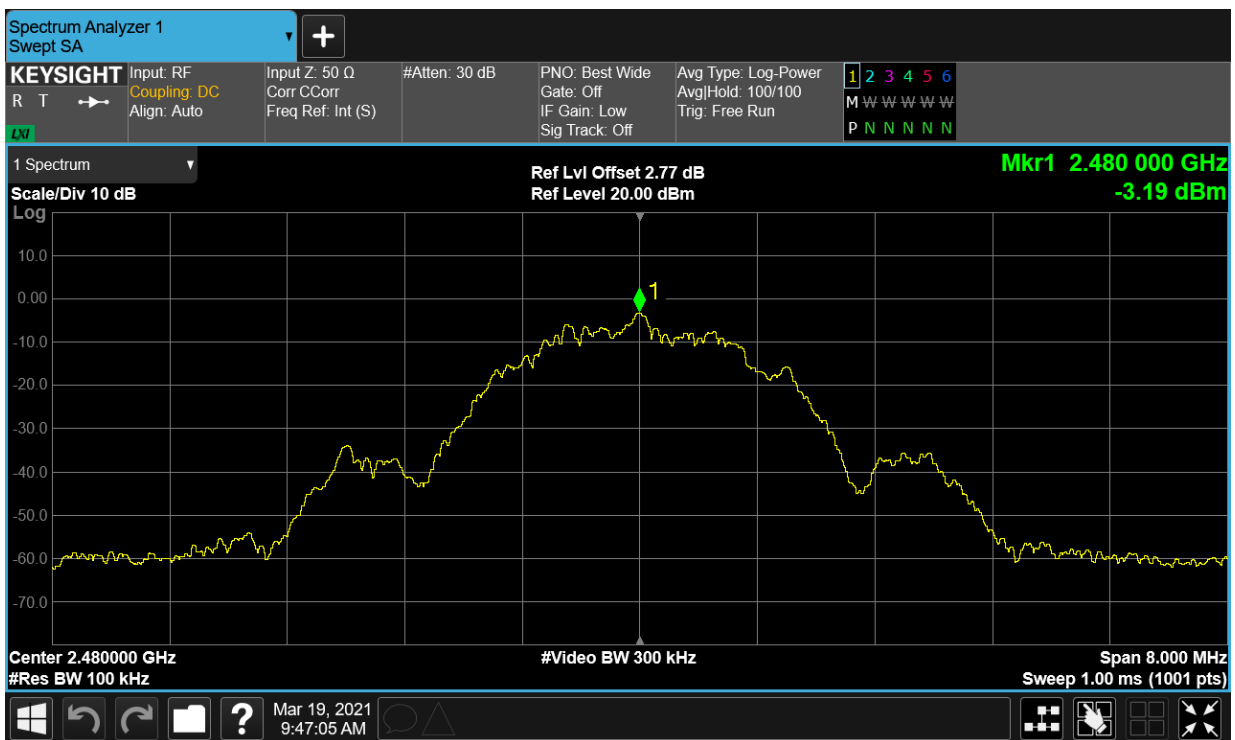 Spectrum Analyzer 1
Swept SA
+
KEYSIGHT
R T
LXI
Input: RF
Coupling: DC
Align: Auto
Input Z: 50 Ω
Corr CCorr
Freq Ref: Int (S)
#Atten: 30 dB
PNO: Best Wide
Gate: Off
IF Gain: Low
Sig Track: Off
Avg Type: Log-Power
Avg|Hold: 100/100
Trig: Free Run
1 2 3 4 5 6
M W W W W W
P N N N N N
1 Spectrum
Scale/Div 10 dB
Log
Ref Lvl Offset 2.77 dB
Ref Level 20.00 dBm
Mkr1 2.480 000 GHz
-3.19 dBm
1
10.0
0.00
-10.0
-20.0
-30.0
-40.0
-50.0
-60.0
-70.0
Center 2.480000 GHz
#Res BW 100 kHz
#Video BW 300 kHz
Span 8.000 MHz
Sweep 1.00 ms (1001 pts)
?
Mar 19, 2021
9:47:05 AM